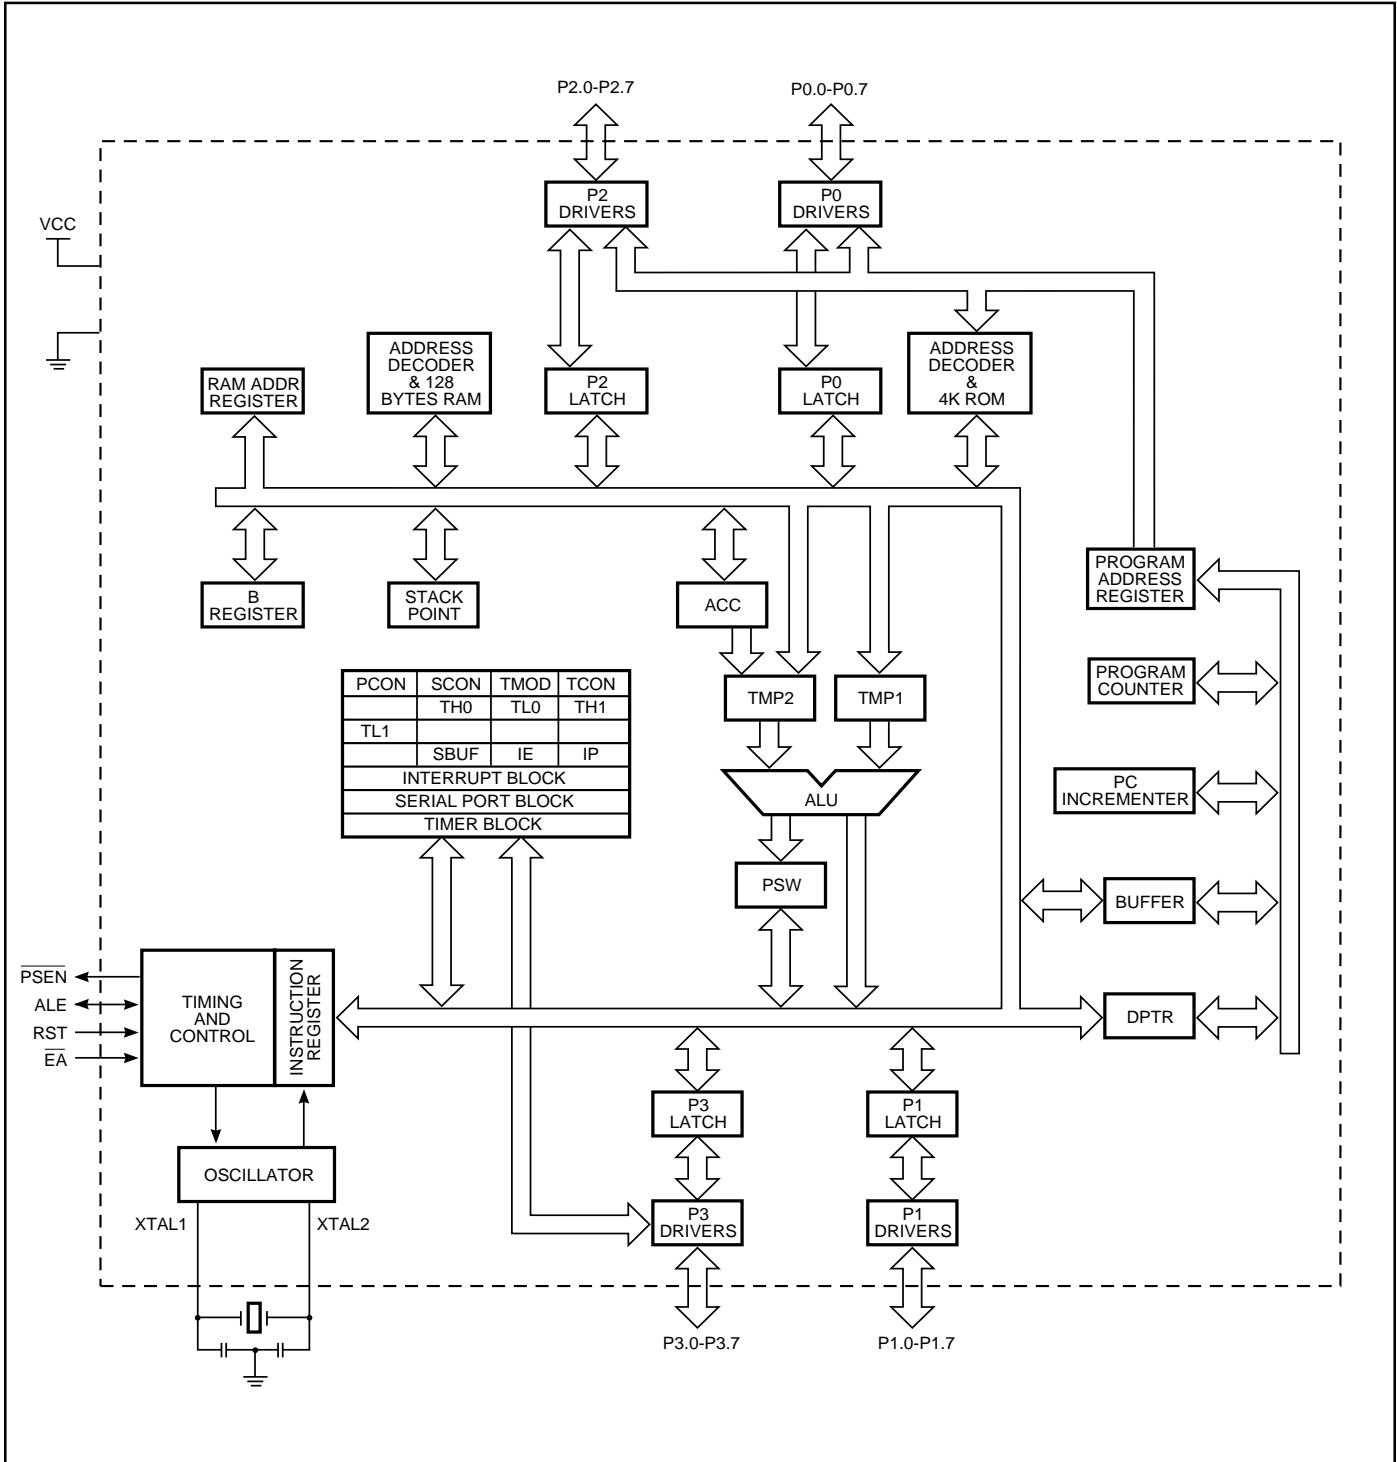 P2.0-P2.7
P0.0-P0.7
VCC
P2
DRIVERS
P0
DRIVERS
RAM ADDR
REGISTER
ADDRESS
DECODER
& 128
BYTES RAM
P2
LATCH
P0
LATCH
ADDRESS
DECODER
&
4K ROM
B
REGISTER
STACK
POINT
ACC
PROGRAM
ADDRESS
REGISTER
PCON SCON TMOD TCON
TH0 TL0 TH1
TL1
SBUF IE IP
INTERRUPT BLOCK
SERIAL PORT BLOCK
TIMER BLOCK
TMP2
TMP1
PROGRAM
COUNTER
ALU
PC
INCREMENTER
PSW
BUFFER
PSEN
ALE
RST
EA
TIMING
AND
CONTROL
INSTRUCTION
REGISTER
DPTR
P3
LATCH
P1
LATCH
OSCILLATOR
XTAL1
XTAL2
P3
DRIVERS
P1
DRIVERS
P3.0-P3.7
P1.0-P1.7